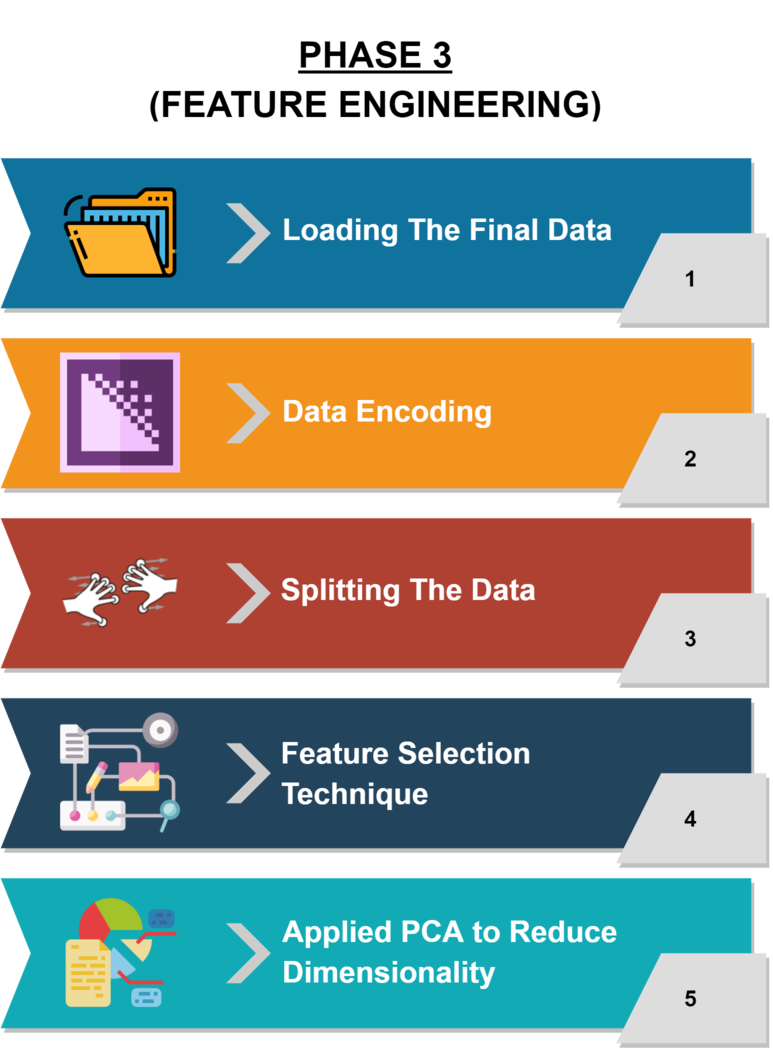 PHASE 3
(FEATURE ENGINEERING)
Loading The Final Data
1
Data Encoding
2
Splitting The Data
3
Feature Selection
Technique
4
Applied PCA to Reduce
Dimensionality
5